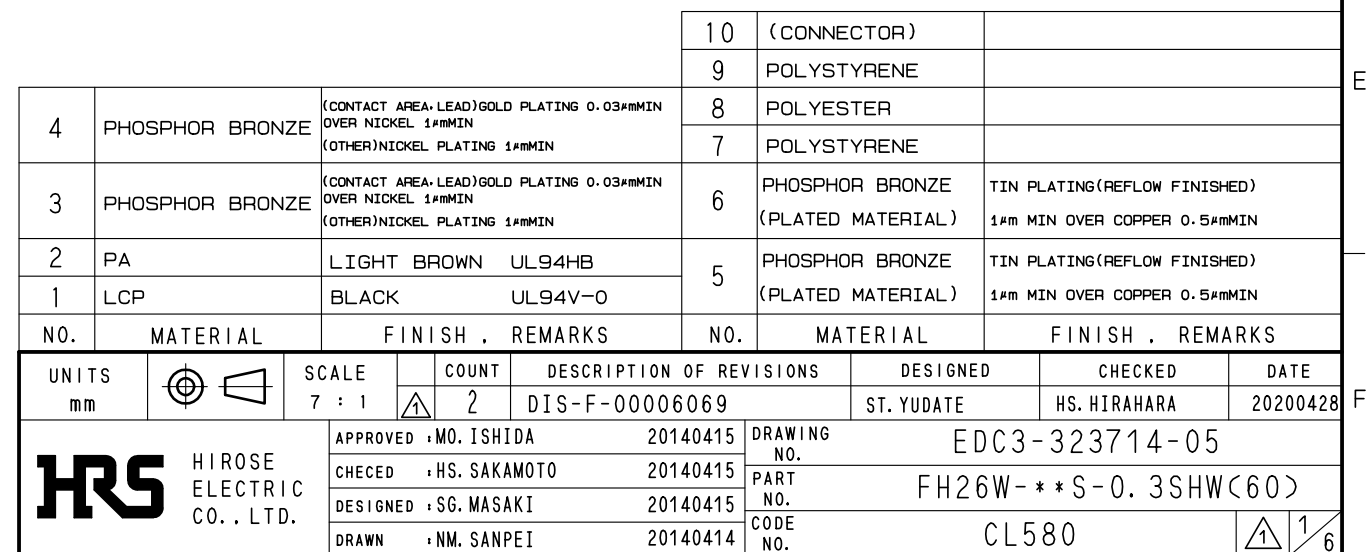 10 (CONNECTOR)
9 POLYSTYRENE
E
8 POLYESTER
7 POLYSTYRENE
4 PHOSPHOR BRONZE
(CONTACT AREA,LEAD)GOLD PLATING 0.03μmMIN
OVER NICKEL 1μmMIN
(OTHER)NICKEL PLATING 1μmMIN
3 PHOSPHOR BRONZE
(CONTACT AREA,LEAD)GOLD PLATING 0.03μmMIN
OVER NICKEL 1μmMIN
(OTHER)NICKEL PLATING 1μmMIN
6
PHOSPHOR BRONZE
(PLATED MATERIAL)
TIN PLATING(REFLOW FINISHED)
1μm MIN OVER COPPER 0.5μmMIN
2 PA LIGHT BROWN UL94HB
1 LCP BLACK UL94V-0
5
PHOSPHOR BRONZE
(PLATED MATERIAL)
TIN PLATING(REFLOW FINISHED)
1μm MIN OVER COPPER 0.5μmMIN
NO. MATERIAL FINISH , REMARKS NO. MATERIAL FINISH , REMARKS
UNITS
mm
SCALE
7 : 1
COUNT DESCRIPTION OF REVISIONS DESIGNED CHECKED DATE
1 2 DIS-F-00006069 ST.YUDATE HS.HIRAHARA 20200428
F
HRS
HIROSE
ELECTRIC
CO.,LTD.
APPROVED :MO.ISHIDA 20140415
CHECED :HS.SAKAMOTO 20140415
DESIGNED :SG.MASAKI 20140415
DRAWN :NM.SANPEI 20140414
DRAWING
NO.
EDC3-323714-05
PART
NO.
FH26W-**S-0.3SHW(60)
CODE
NO.
CL580
1
1/6